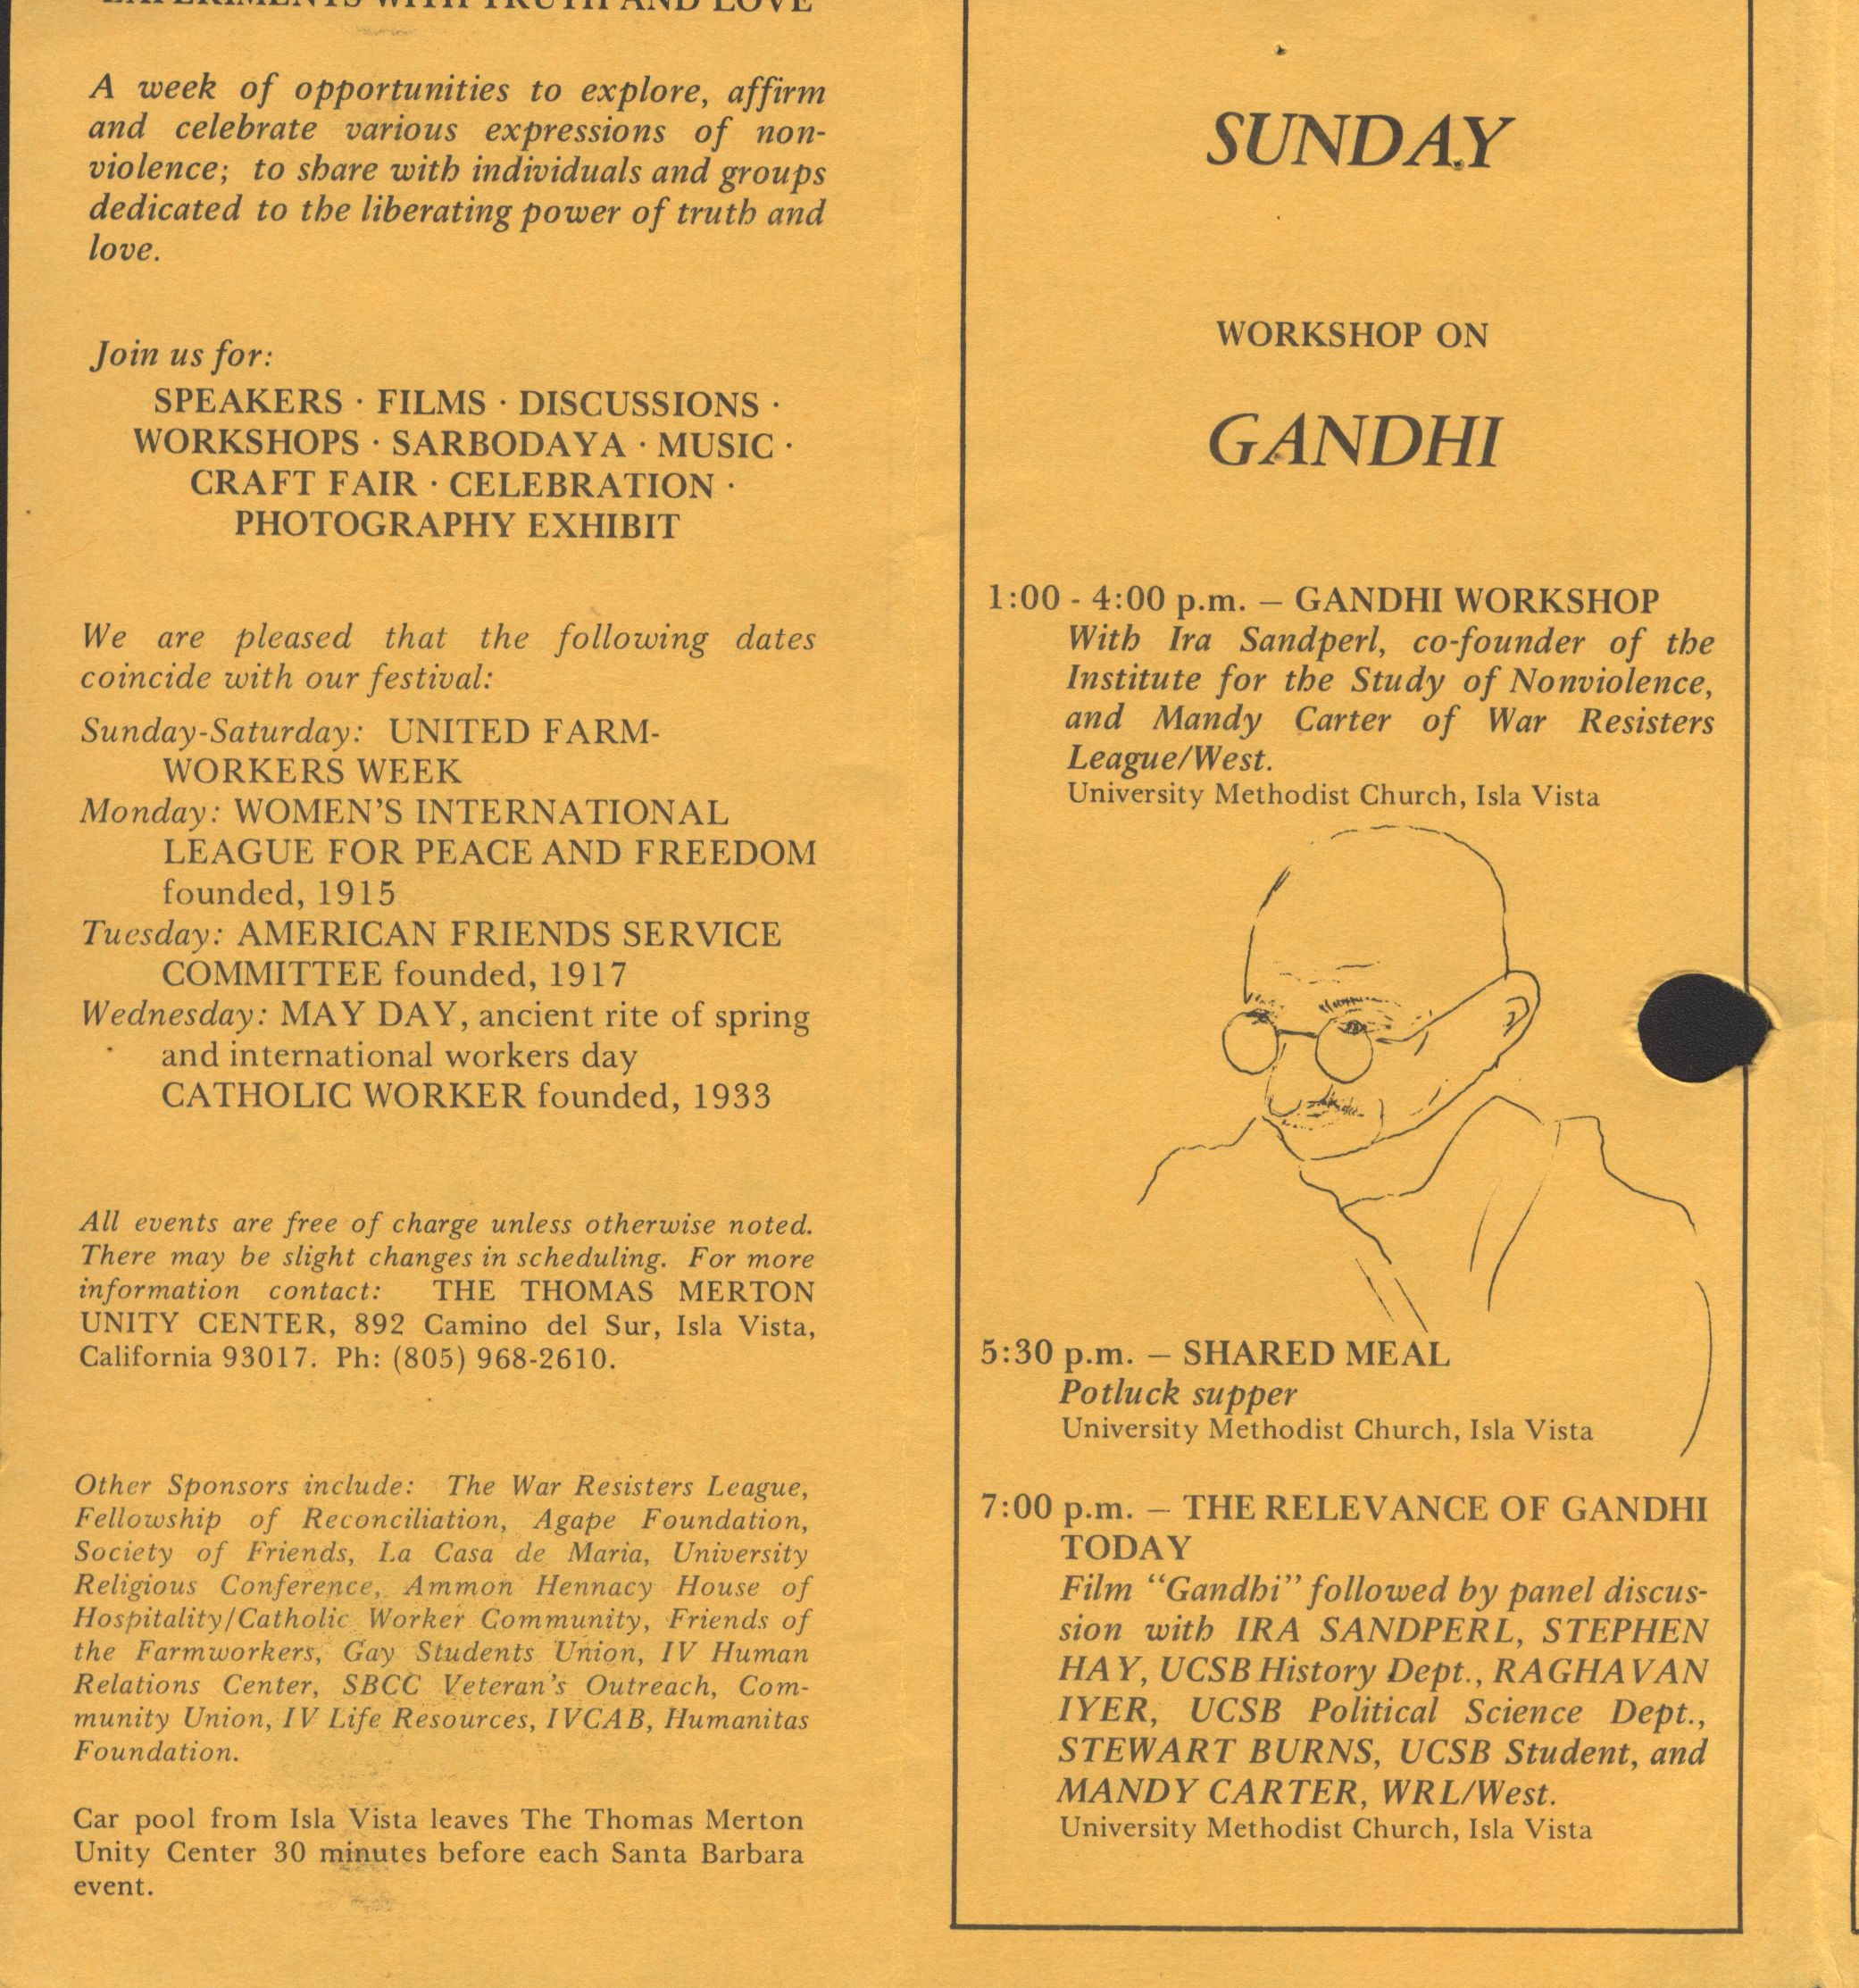 EXPERIMENTS WITH TRUTH AND LOVE
A week of opportunities to explore, affirm
and celebrate various expressions of non-
violence; to share with individuals and groups
dedicated to the liberating power of truth and
love.
Join us for:
SPEAKERS · FILMS · DISCUSSIONS ·
WORKSHOPS · SARBODAYA · MUSIC ·
CRAFT FAIR · CELEBRATION ·
PHOTOGRAPHY EXHIBIT
We are pleased that the following dates
coincide with our festival:
Sunday-Saturday: UNITED FARM-
WORKERS WEEK
Monday: WOMEN'S INTERNATIONAL
LEAGUE FOR PEACE AND FREEDOM
founded, 1915
Tuesday: AMERICAN FRIENDS SERVICE
COMMITTEE founded, 1917
Wednesday: MAY DAY, ancient rite of spring
and international workers day
CATHOLIC WORKER founded, 1933
All events are free of charge unless otherwise noted.
There may be slight changes in scheduling. For more
information contact: THE THOMAS MERTON
UNITY CENTER, 892 Camino del Sur, Isla Vista,
California 93017. Ph: (805) 968-2610.
Other Sponsors include: The War Resisters League,
Fellowship of Reconciliation, Agape Foundation,
Society of Friends, La Casa de Maria, University
Religious Conference, Ammon Hennacy House of
Hospitality/Catholic Worker Community, Friends of
the Farmworkers, Gay Students Union, IV Human
Relations Center, SBCC Veteran's Outreach, Com-
munity Union, IV Life Resources, IVCAB, Humanitas
Foundation.
Car pool from Isla Vista leaves The Thomas Merton
Unity Center 30 minutes before each Santa Barbara
event.
SUNDAY
WORKSHOP ON
GANDHI
1:00 - 4:00 p.m. — GANDHI WORKSHOP
With Ira Sandperl, co-founder of the
Institute for the Study of Nonviolence,
and Mandy Carter of War Resisters
League/West.
University Methodist Church, Isla Vista
5:30 p.m. — SHARED MEAL
Potluck supper
University Methodist Church, Isla Vista
7:00 p.m. — THE RELEVANCE OF GANDHI
TODAY
Film “Gandhi” followed by panel discus-
sion with IRA SANDPERL, STEPHEN
HAY, UCSB History Dept., RAGHAVAN
IYER, UCSB Political Science Dept.,
STEWART BURNS, UCSB Student, and
MANDY CARTER, WRL/West.
University Methodist Church, Isla Vista